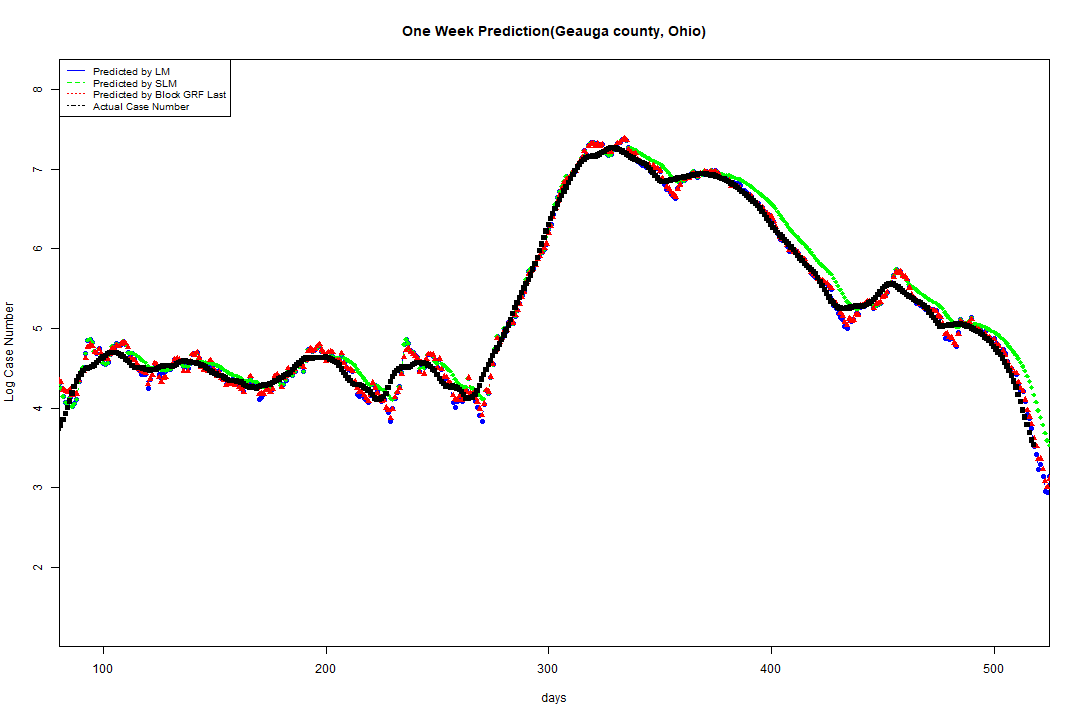 One Week Prediction(Geauga county, Ohio)
Predicted by LM
Predicted by SLM
Predicted by Block GRF Last
Actual Case Number
8
7
6
5
4
3
2
Log Case Number
100 200 300 400 500
days